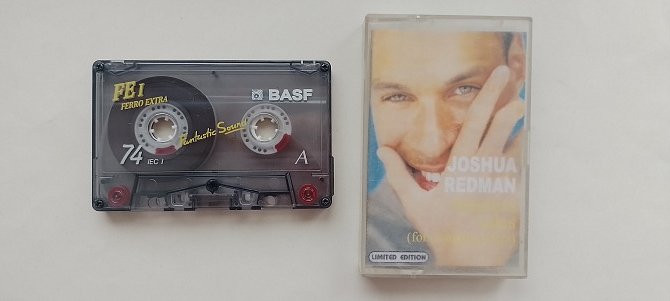 FE I
FERRO EXTRA
BASF
Fantastic Sound
74 IEC I
A
JOSHUA
REDMAN
LIMITED EDITION